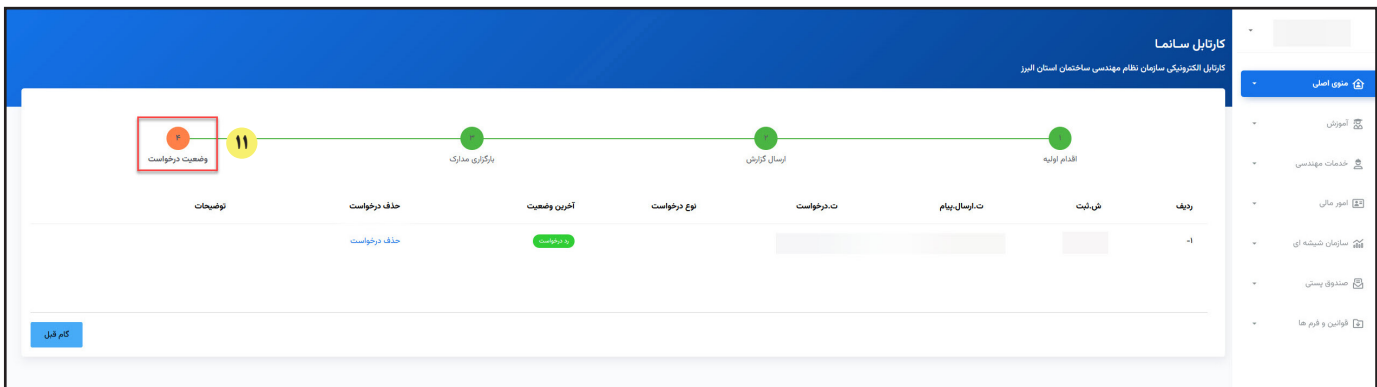 کارتابل سـانمـا
کارتابل الکترونیکی سازمان نظام مهندسی ساختمان استان البرز
منوی اصلی
آموزش
خدمات مهندسی
امور مالی
سازمان شیشه ای
صندوق پستی
قوانین و فرم ها
۱
اقدام اولیه
۲
ارسال گزارش
۳
بارگزاری مدارک
۱۱
۴
وضعیت درخواست
ردیف ش.ثبت ت.ارسال.پیام ت.درخواست نوع درخواست آخرین وضعیت حذف درخواست توضیحات
۱- رد درخواست حذف درخواست
گام قبل